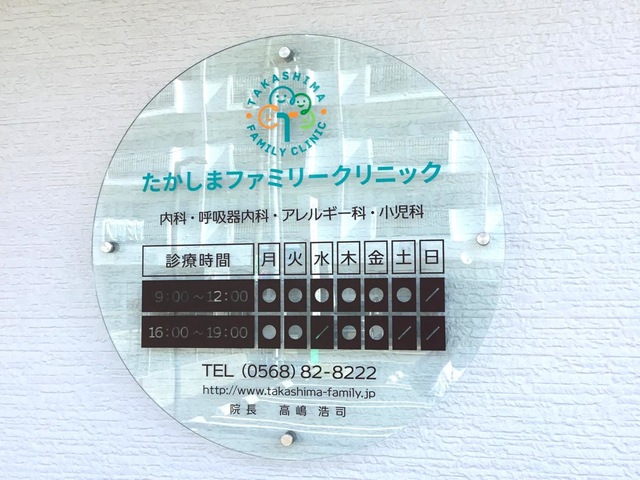 TAKASHIMA
FAMILY CLINIC
たかしまファミリークリニック
内科・呼吸器内科・アレルギー科・小児科
診療時間 月 火 水 木 金 土 日
9:00～12:00 ● ● ● ● ● ● ／
16:00～19:00 ● ● ／ ● ● ／ ／
TEL (0568) 82-8222
http://www.takashima-family.jp
院長 高嶋 浩司